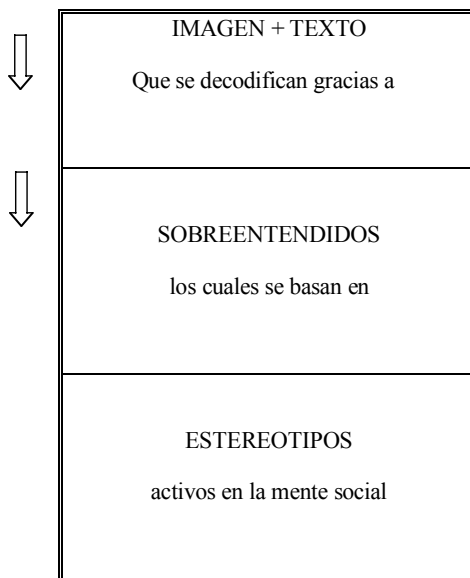 IMAGEN + TEXTO
Que se decodifican gracias a
SOBREENTENDIDOS
los cuales se basan en
ESTEREOTIPOS
activos en la mente social